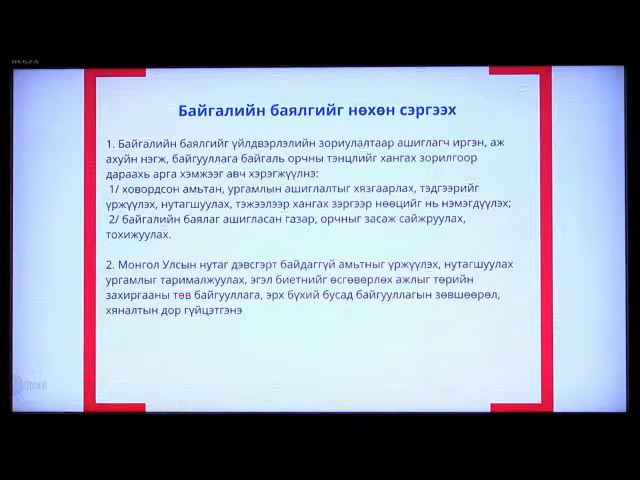 REGZA
Байгалийн баялгийг нөхөн сэргээх
1. Байгалийн баялгийг үйлдвэрлэлийн зориулалтаар ашиглагч иргэн, аж
ахуйн нэгж, байгууллага байгаль орчны тэнцлийг хангах зорилгоор
дараахь арга хэмжээг авч хэрэгжүүлнэ:
1/ ховордсон амьтан, ургамлын ашиглалтыг хязгаарлах, тэдгээрийг
үржүүлэх, нутагшуулах, тэжээлээр хангах зэргээр нөөцийг нь нэмэгдүүлэх;
2/ байгалийн баялаг ашигласан газар, орчныг засаж сайжруулах,
тохижуулах.
2. Монгол Улсын нутаг дэвсгэрт байдаггүй амьтныг үржүүлэх, нутагшуулах
ургамлыг тарималжуулах, эгэл биетнийг өсгөвөрлөх ажлыг төрийн
захиргааны төв байгууллага, эрх бүхий бусад байгууллагын зөвшөөрөл,
хяналтын дор гүйцэтгэнэ